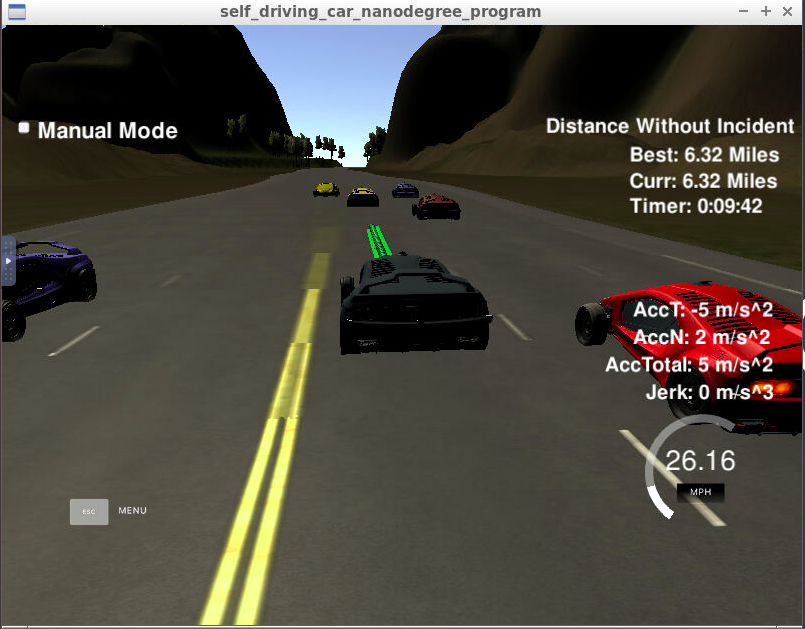 self_driving_car_nanodegree_program
Manual Mode
Distance Without Incident
Best: 6.32 Miles
Curr: 6.32 Miles
Timer: 0:09:42
AccT: -5 m/s^2
AccN: 2 m/s^2
AccTotal: 5 m/s^2
Jerk: 0 m/s^3
26.16
MPH
ESC MENU